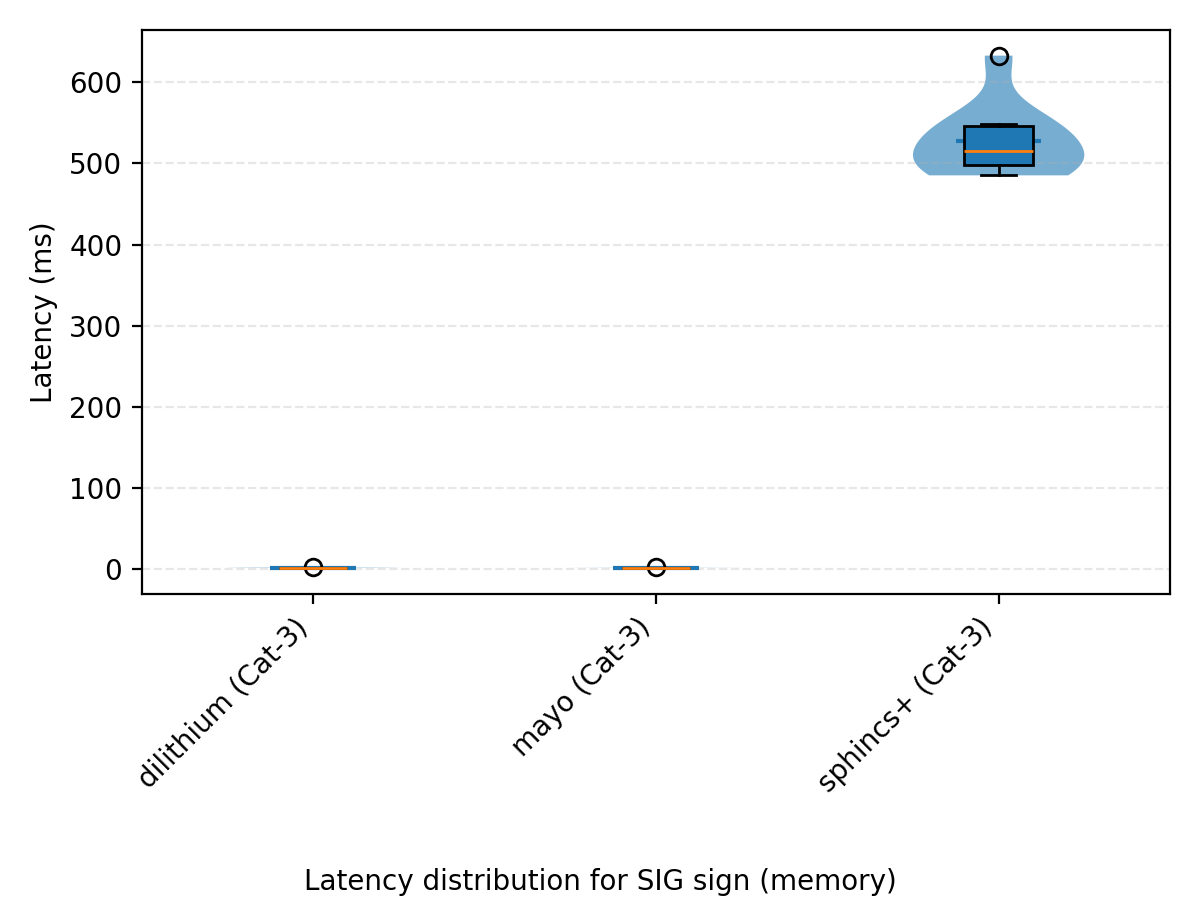 600
500
400
300
200
100
0
Latency (ms)
dilithium (Cat-3)
mayo (Cat-3)
sphincs+ (Cat-3)
Latency distribution for SIG sign (memory)